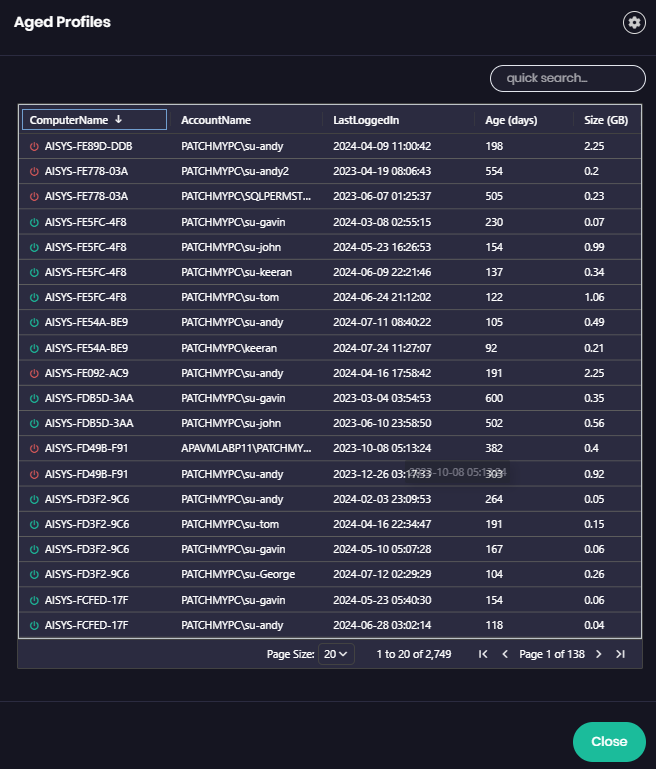 Aged Profiles
quick search...
ComputerName ↓ AccountName LastLoggedIn Age (days) Size (GB)
AISYS-FE89D-DDB PATCHMYPC\su-andy 2024-04-09 11:00:42 198 2.25
AISYS-FE778-03A PATCHMYPC\su-andy2 2023-04-19 08:06:43 554 0.2
AISYS-FE778-03A PATCHMYPC\SQLPERMST... 2023-06-07 01:25:37 505 0.23
AISYS-FE5FC-4F8 PATCHMYPC\su-gavin 2024-03-08 02:55:15 230 0.07
AISYS-FE5FC-4F8 PATCHMYPC\su-john 2024-05-23 16:26:53 154 0.99
AISYS-FE5FC-4F8 PATCHMYPC\su-keeran 2024-06-09 22:21:46 137 0.34
AISYS-FE5FC-4F8 PATCHMYPC\su-tom 2024-06-24 21:12:02 122 1.06
AISYS-FE54A-BE9 PATCHMYPC\su-andy 2024-07-11 08:40:22 105 0.49
AISYS-FE54A-BE9 PATCHMYPC\keeran 2024-07-24 11:27:07 92 0.21
AISYS-FE092-AC9 PATCHMYPC\su-andy 2024-04-16 17:58:42 191 2.25
AISYS-FDB5D-3AA PATCHMYPC\su-gavin 2023-03-04 03:54:53 600 0.35
AISYS-FDB5D-3AA PATCHMYPC\su-john 2023-06-10 23:58:50 502 0.56
AISYS-FD49B-F91 APAVMLABP11\PATCHMY... 2023-10-08 05:13:24 382 0.4
AISYS-FD49B-F91 PATCHMYPC\su-andy 2023-12-26 03:17:33 303 0.92
2023-10-08 05:13:24
AISYS-FD3F2-9C6 PATCHMYPC\su-andy 2024-02-03 23:09:53 264 0.05
AISYS-FD3F2-9C6 PATCHMYPC\su-tom 2024-04-16 22:34:47 191 0.15
AISYS-FD3F2-9C6 PATCHMYPC\su-gavin 2024-05-10 05:07:28 167 0.06
AISYS-FD3F2-9C6 PATCHMYPC\su-George 2024-07-12 02:29:29 104 0.26
AISYS-FCFED-17F PATCHMYPC\su-gavin 2024-05-23 05:40:30 154 0.06
AISYS-FCFED-17F PATCHMYPC\su-andy 2024-06-28 03:02:14 118 0.04
Page Size: 20 1 to 20 of 2,749 Page 1 of 138
Close